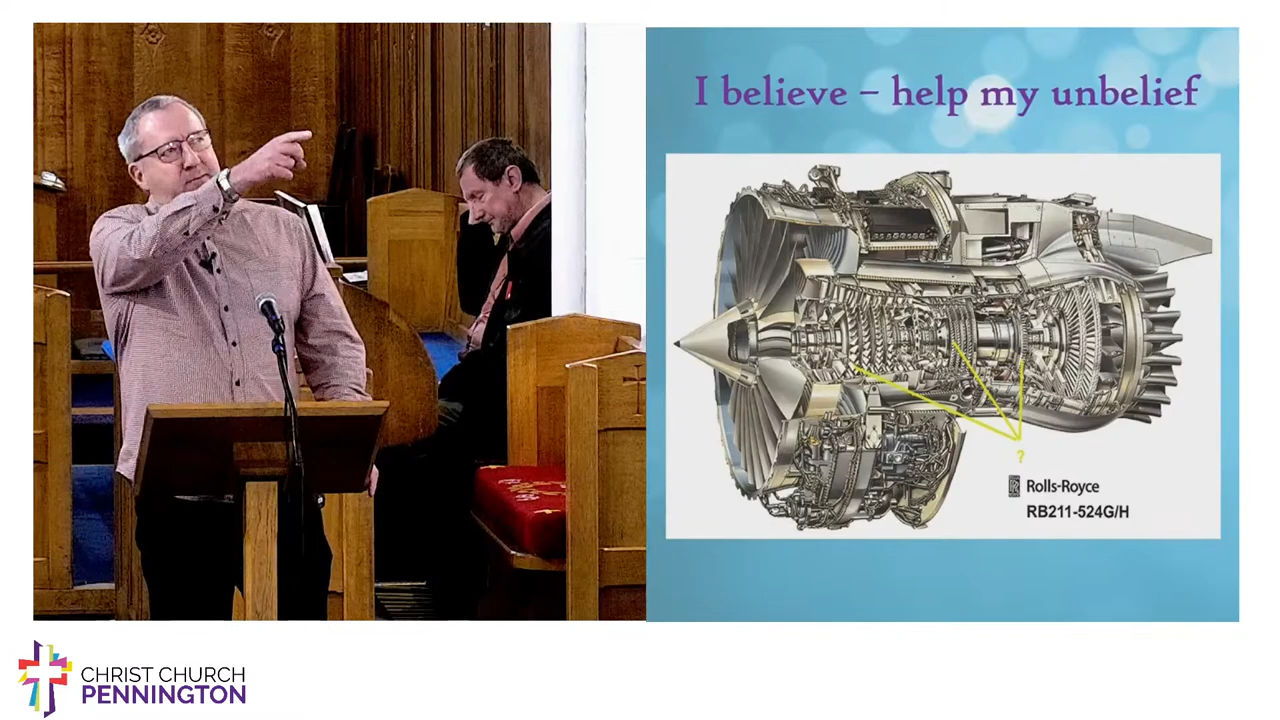 I believe – help my unbelief
?
Rolls-Royce
RB211-524G/H
CHRIST CHURCH
PENNINGTON